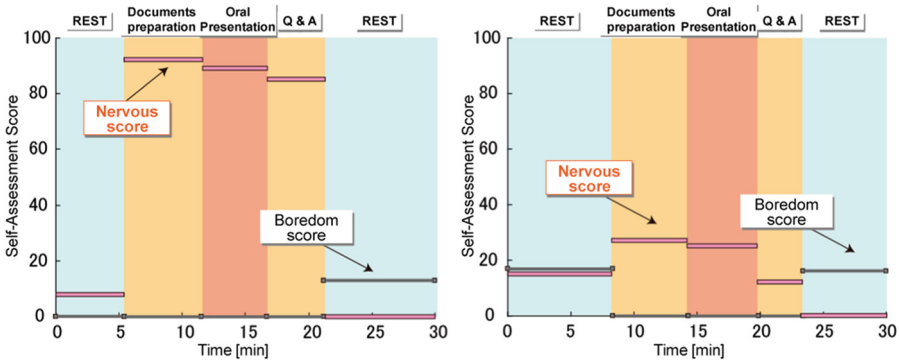 REST
Documents
preparation
Oral
Presentation
Q & A
REST
100
80
60
40
20
0
Self-Assessment Score
Nervous
score
Boredom
score
0 5 10 15 20 25 30
Time [min]
REST
Documents
preparation
Oral
Presentation
Q & A
REST
100
80
60
40
20
0
Self-Assessment Score
Nervous
score
Boredom
score
0 5 10 15 20 25 30
Time [min]